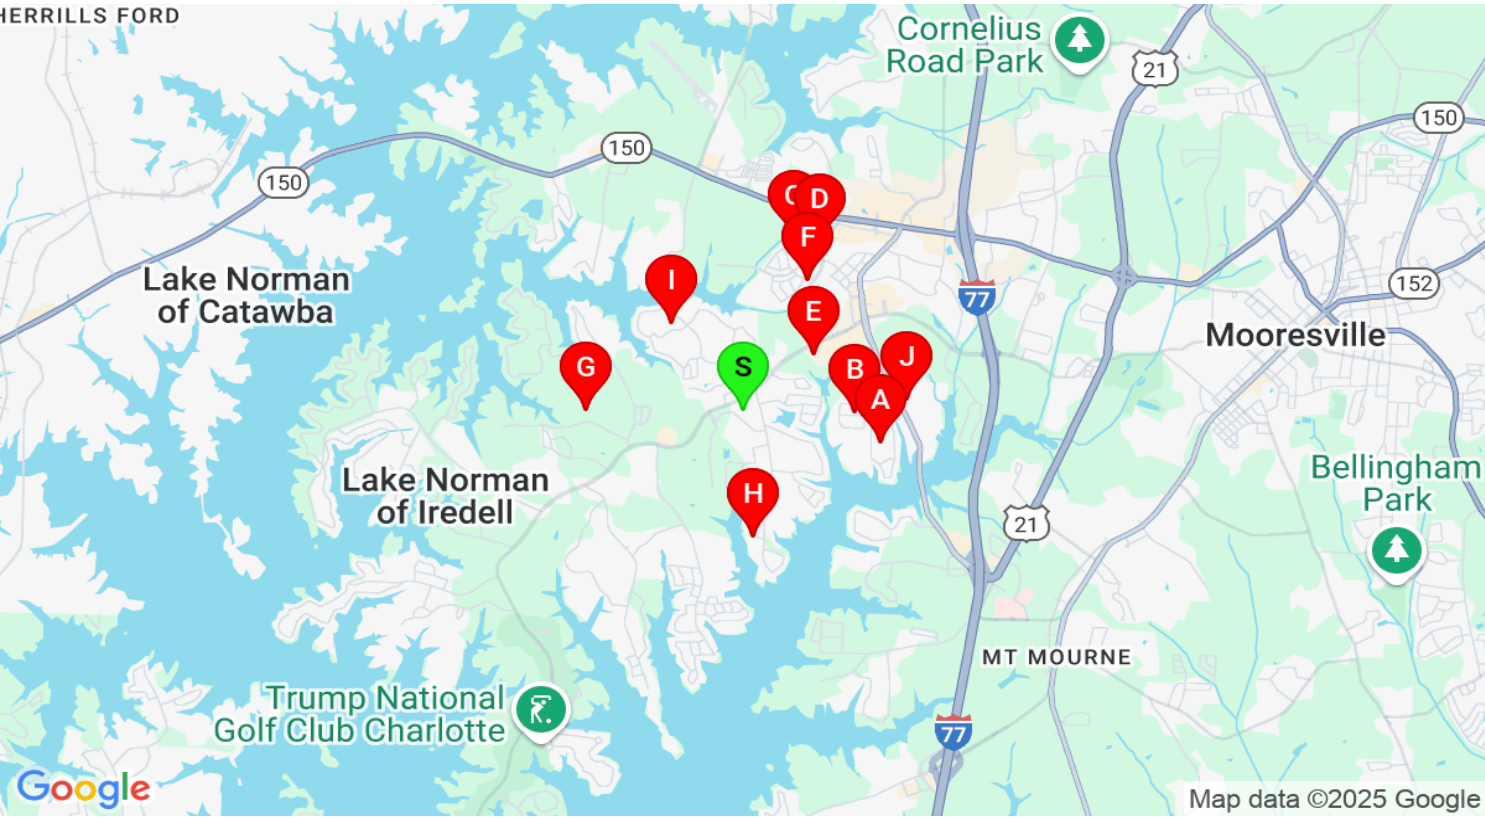 HERRILLS FORD
Cornelius
Road Park
21
150
150
150
C
D
F
I
Lake Norman
of Catawba
77
152
E
Mooresville
G
S
B
J
A
Lake Norman
of Iredell
H
Bellingham
Park
21
MT MOURNE
Trump National
Golf Club Charlotte
77
Google
Map data ©2025 Google